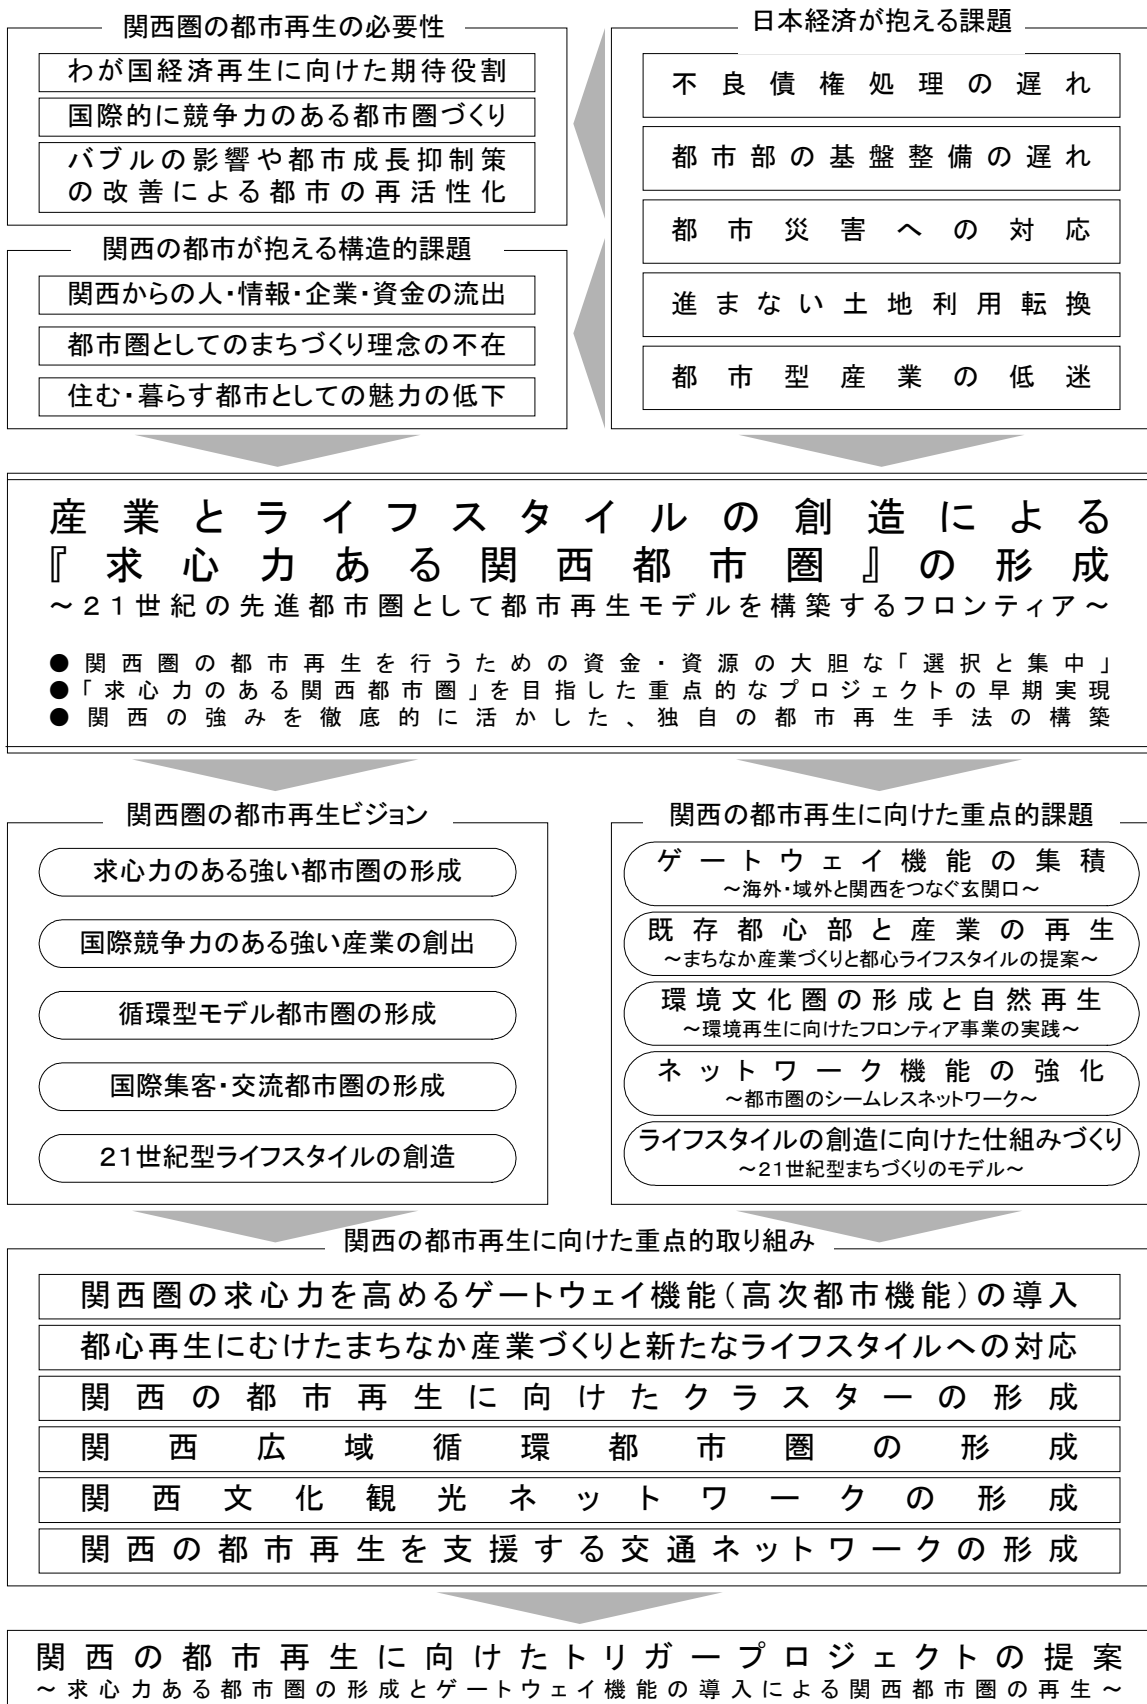 関西圏の都市再生の必要性
わが国経済再生に向けた期待役割
国際的に競争力のある都市圏づくり
バブルの影響や都市成長抑制策
の改善による都市の再活性化
関西の都市が抱える構造的課題
関西からの人・情報・企業・資金の流出
都市圏としてのまちづくり理念の不在
住む・暮らす都市としての魅力の低下
日本経済が抱える課題
不良債権処理の遅れ
都市部の基盤整備の遅れ
都市災害への対応
進まない土地利用転換
都市型産業の低迷
産業とライフスタイルの創造による
『求心力ある関西都市圏』の形成
～21世紀の先進都市圏として都市再生モデルを構築するフロンティア～
●関西圏の都市再生を行うための資金・資源の大胆な「選択と集中」
●「求心力のある関西都市圏」を目指した重点的なプロジェクトの早期実現
●関西の強みを徹底的に活かした、独自の都市再生手法の構築
関西圏の都市再生ビジョン
求心力のある強い都市圏の形成
国際競争力のある強い産業の創出
循環型モデル都市圏の形成
国際集客・交流都市圏の形成
21世紀型ライフスタイルの創造
関西の都市再生に向けた重点的課題
ゲートウェイ機能の集積
～海外・域外と関西をつなぐ玄関口～
既存都心部と産業の再生
～まちなか産業づくりと都心ライフスタイルの提案～
環境文化圏の形成と自然再生
～環境再生に向けたフロンティア事業の実践～
ネットワーク機能の強化
～都市圏のシームレスネットワーク～
ライフスタイルの創造に向けた仕組みづくり
～21世紀型まちづくりのモデル～
関西の都市再生に向けた重点的取り組み
関西圏の求心力を高めるゲートウェイ機能(高次都市機能)の導入
都心再生にむけたまちなか産業づくりと新たなライフスタイルへの対応
関西の都市再生に向けたクラスターの形成
関西広域循環都市圏の形成
関西文化観光ネットワークの形成
関西の都市再生を支援する交通ネットワークの形成
関西の都市再生に向けたトリガープロジェクトの提案
～求心力ある都市圏の形成とゲートウェイ機能の導入による関西都市圏の再生～